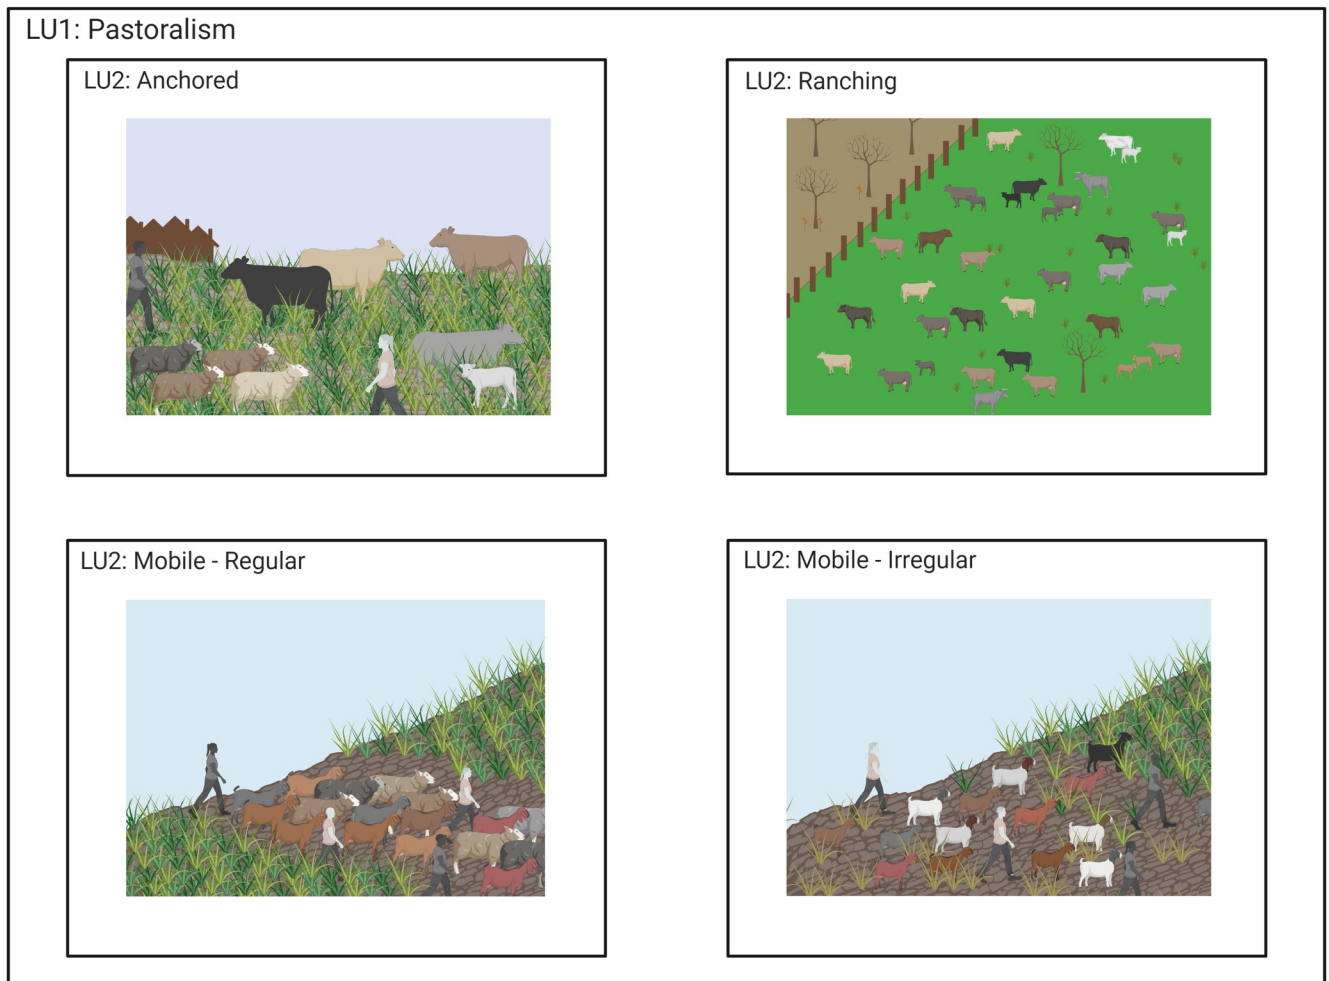 LU1: Pastoralism
LU2: Anchored
LU2: Ranching
LU2: Mobile - Regular
LU2: Mobile - Irregular